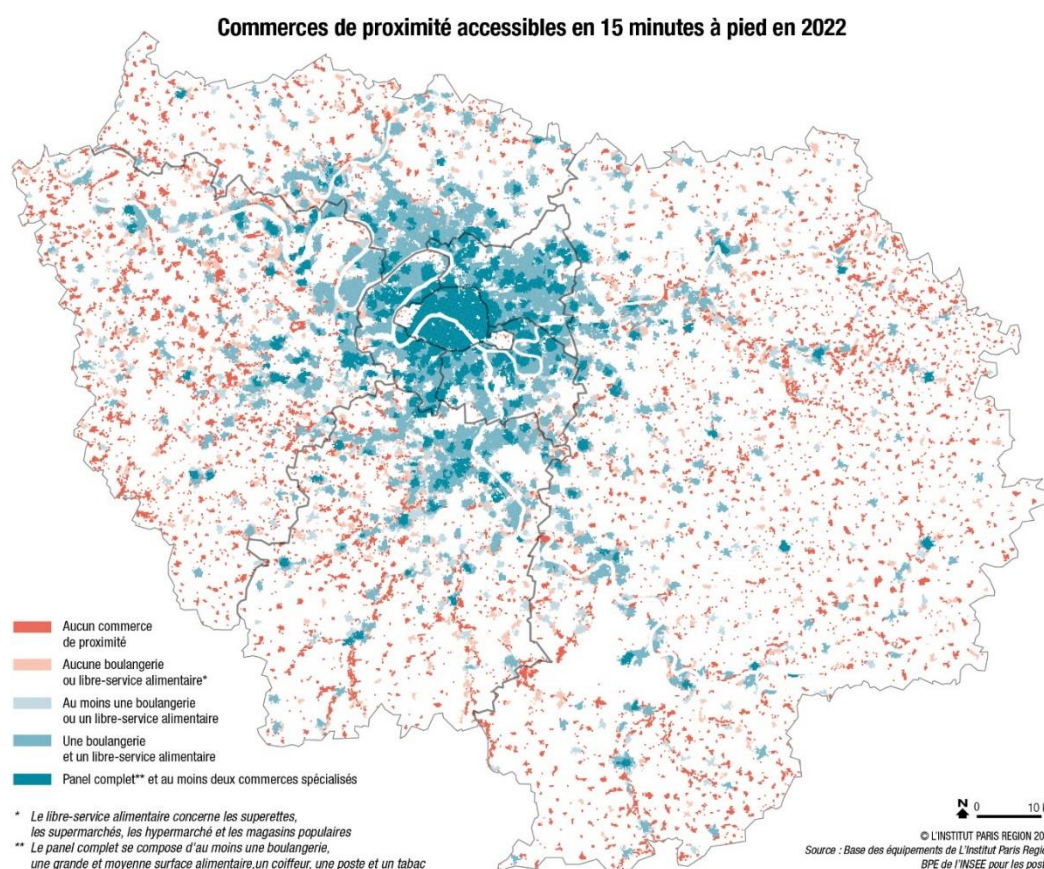 Commerces de proximité accessibles en 15 minutes à pied en 2022
Aucun commerce
de proximité
Aucune boulangerie
ou libre-service alimentaire*
Au moins une boulangerie
ou un libre-service alimentaire
Une boulangerie
et un libre-service alimentaire
Panel complet** et au moins deux commerces spécialisés
* Le libre-service alimentaire concerne les superettes,
les supermarchés, les hypermarché et les magasins populaires
** Le panel complet se compose d'au moins une boulangerie,
une grande et moyenne surface alimentaire,un coiffeur, une poste et un tabac
N 0 10
© L'INSTITUT PARIS REGION
Source : Base des équipements de L'Institut Paris
BPE de l'INSEE pour les